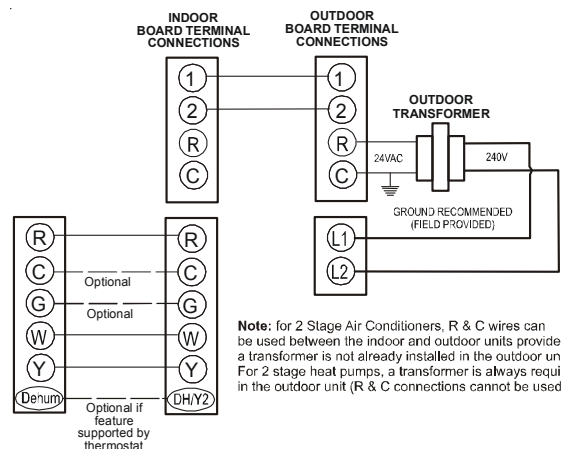 INDOOR
BOARD TERMINAL
CONNECTIONS
OUTDOOR
BOARD TERMINAL
CONNECTIONS
1
1
2
2
R
R
C
C
OUTDOOR
TRANSFORMER
24VAC
240V
GROUND RECOMMENDED
(FIELD PROVIDED)
L1
L2
R
R
C
Optional
C
G
Optional
G
W
W
Y
Y
Dehum
DH/Y2
Optional if
feature
supported by
thermostat
Note: for 2 Stage Air Conditioners, R & C wires can
be used between the indoor and outdoor units provide
a transformer is not already installed in the outdoor un
For 2 stage heat pumps, a transformer is always requi
in the outdoor unit (R & C connections cannot be used